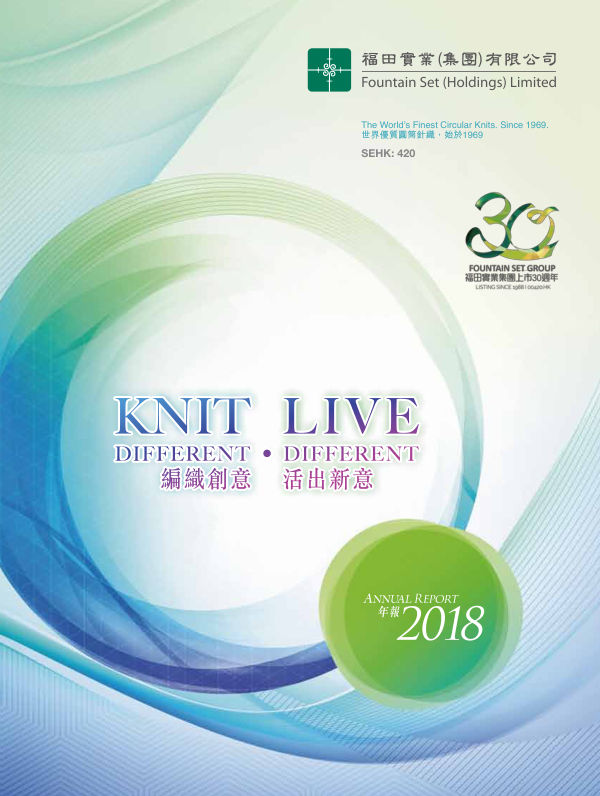 福田實業(集團)有限公司
Fountain Set (Holdings) Limited
The World's Finest Circular Knits. Since 1969.
世界優質圓筒針織，始於1969
SEHK: 420
30
FOUNTAIN SET GROUP
福田實業集團上市30週年
LISTING SINCE 1988 | 00420.HK
KNIT LIVE
DIFFERENT • DIFFERENT
編織創意 活出新意
ANNUAL REPORT
年報 2018